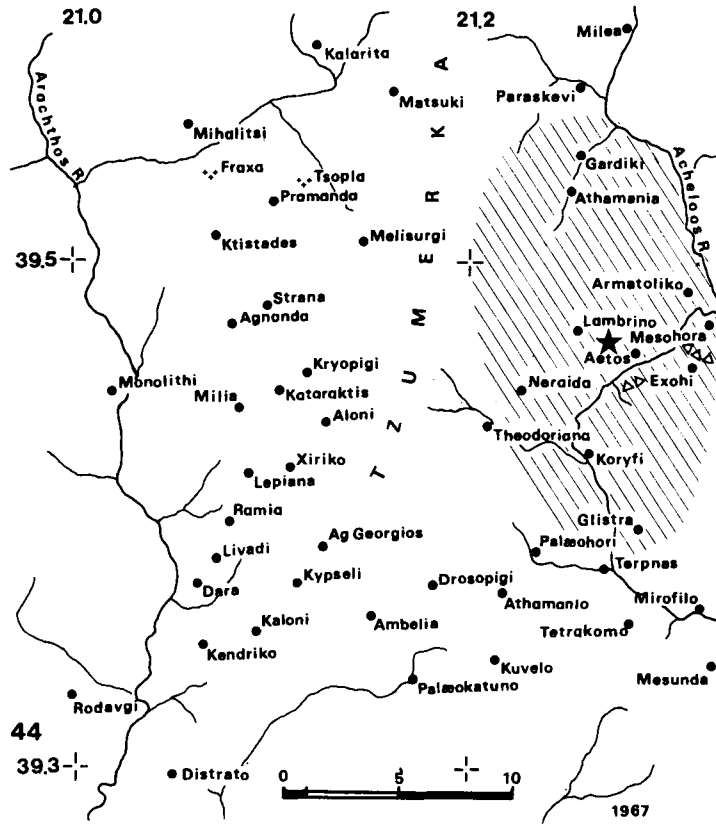 21.0
21.2
Milea
Kalarita
A
Matsuki
Paraskevi
Arachthos R.
Mihalitsi
K
Acheloos R.
Gardiki
Fraxa
Tsopla
Promanda
R
Athamania
Ktistades
Melisurgi
39.5
E
Armatoliko
Strana
Agnanda
M
Lambrino
Mesohora
Aetos
Kryopigi
U
Exohi
Monolithi
Kataraktis
Neraida
Milia
Aloni
Z
Theodoriana
Xiriko
Koryfi
Lepiana
T
Ramia
Glistra
Ag Georgios
Palæohori
Livadi
Terpnas
Dara
Kypseli
Drosopigi
Athamanio
Mirofilo
Kaloni
Ambelia
Tetrakomo
Kendriko
Kuvelo
Palæokatuno
Mesunda
Rodavgi
44
39.3
Distrato
0
5
10
1967